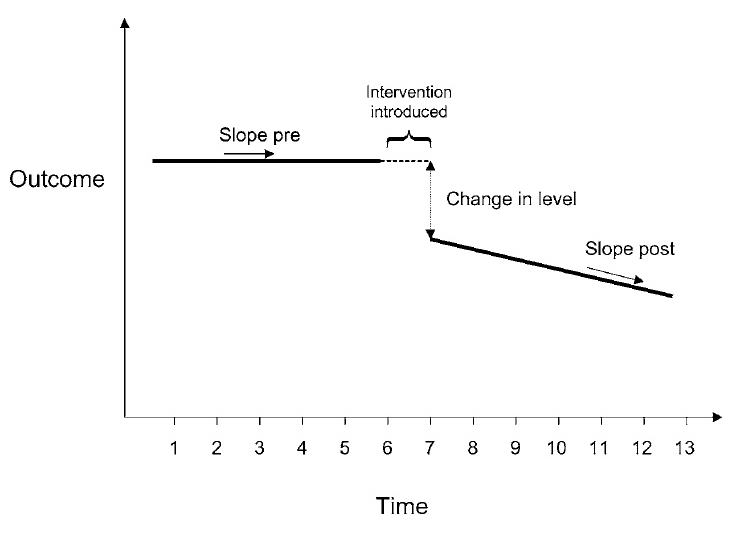 Intervention
introduced
Slope pre
Outcome
Change in level
Slope post
1 2 3 4 5 6 7 8 9 10 11 12 13
Time